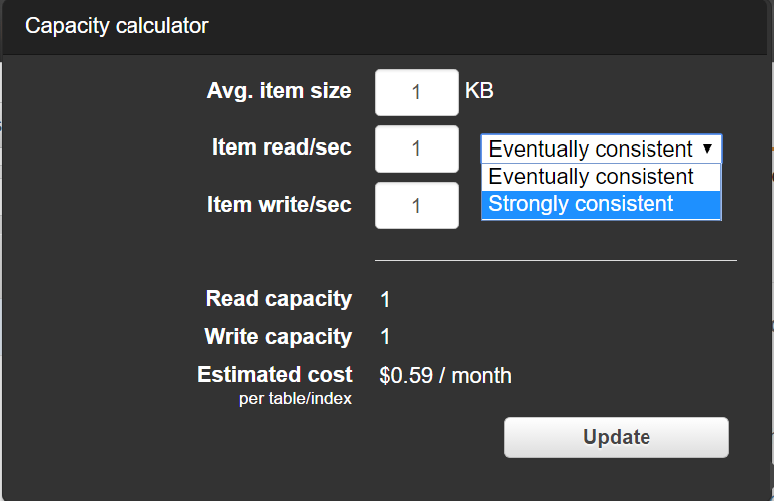 Capacity calculator
Avg. item size 1 KB
Item read/sec 1 Eventually consistent
Eventually consistent
Strongly consistent
Item write/sec 1
Read capacity 1
Write capacity 1
Estimated cost $0.59 / month
per table/index
Update